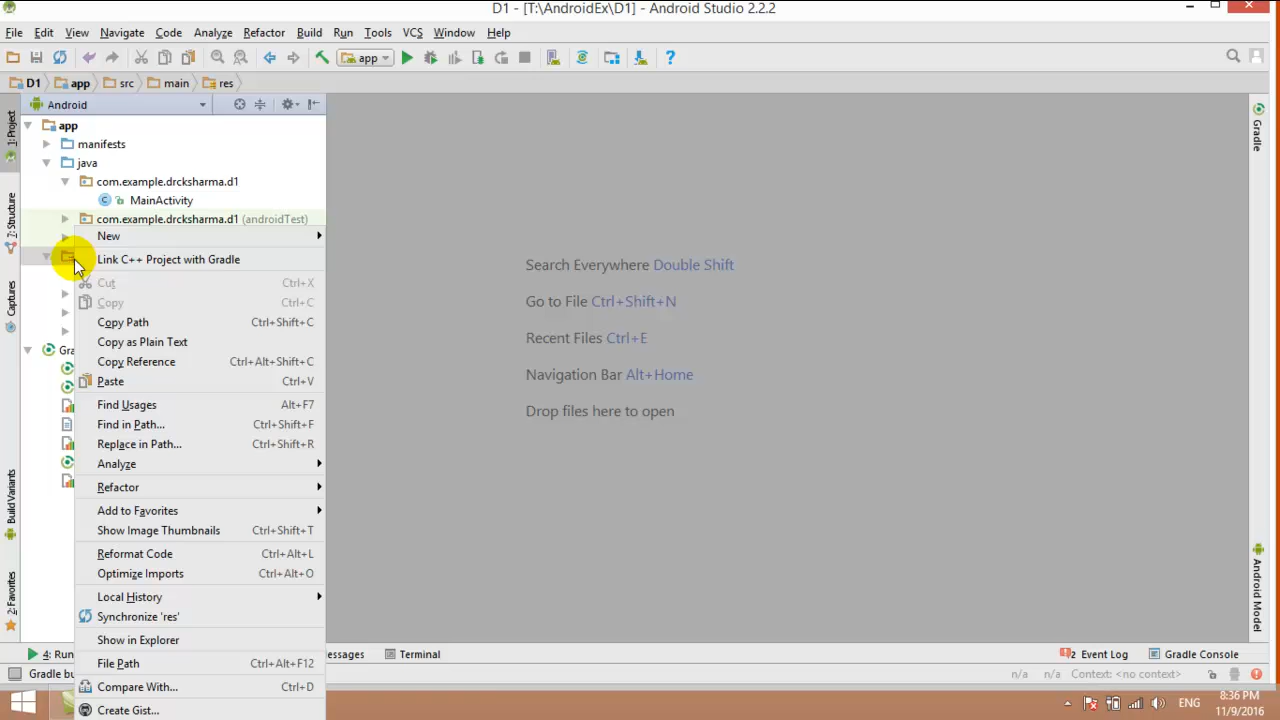 D1 - [T:\AndroidEx\D1] - Android Studio 2.2.2
File Edit View Navigate Code Analyze Refactor Build Run Tools VCS Window Help
app
D1 app src main res
Android
1: Project
7: Structure
Captures
Build Variants
2: Favorites
app
manifests
java
com.example.drcksharma.d1
MainActivity
com.example.drcksharma.d1 (androidTest)
New
Link C++ Project with Gradle
Cut Ctrl+X
Copy Ctrl+C
Copy Path Ctrl+Shift+C
Copy as Plain Text
Copy Reference Ctrl+Alt+Shift+C
Paste Ctrl+V
Find Usages Alt+F7
Find in Path... Ctrl+Shift+F
Replace in Path... Ctrl+Shift+R
Analyze
Refactor
Add to Favorites
Show Image Thumbnails Ctrl+Shift+T
Reformat Code Ctrl+Alt+L
Optimize Imports Ctrl+Alt+O
Local History
Synchronize 'res'
Show in Explorer
File Path Ctrl+Alt+F12
Compare With... Ctrl+D
Create Gist...
Gra
Search Everywhere Double Shift
Go to File Ctrl+Shift+N
Recent Files Ctrl+E
Navigation Bar Alt+Home
Drop files here to open
Gradle
Android Model
4: Run
essages Terminal
2 Event Log Gradle Console
Gradle bu
n/a n/a Context: <no context>
ENG
8:36 PM
11/9/2016